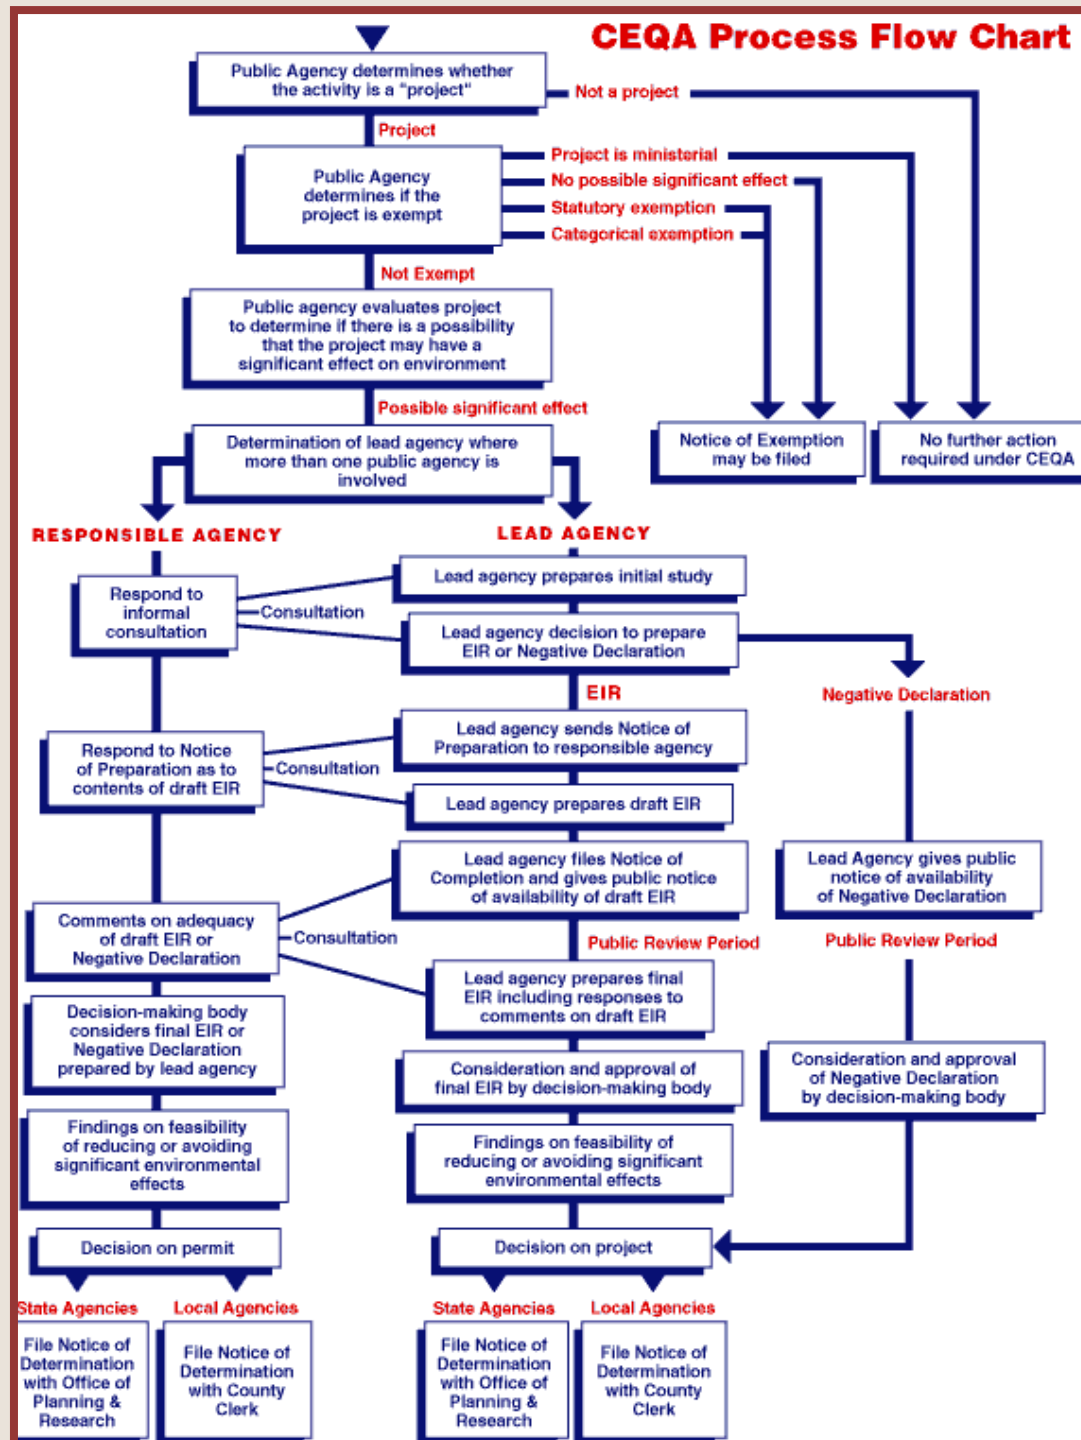 CEQA Process Flow Chart
Public Agency determines whether
the activity is a "project"
Not a project
Project
Public Agency
determines if the
project is exempt
Project is ministerial
No possible significant effect
Statutory exemption
Categorical exemption
Not Exempt
Public agency evaluates project
to determine if there is a possibility
that the project may have a
significant effect on environment
Possible significant effect
Notice of Exemption
may be filed
No further action
required under CEQA
Determination of lead agency where
more than one public agency is
involved
RESPONSIBLE AGENCY
LEAD AGENCY
Respond to
informal
consultation
Consultation
Lead agency prepares initial study
Lead agency decision to prepare
EIR or Negative Declaration
EIR
Negative Declaration
Respond to Notice
of Preparation as to
contents of draft EIR
Consultation
Lead agency sends Notice of
Preparation to responsible agency
Lead agency prepares draft EIR
Lead agency files Notice of
Completion and gives public notice
of availability of draft EIR
Lead Agency gives public
notice of availability
of Negative Declaration
Comments on adequacy
of draft EIR or
Negative Declaration
Consultation
Public Review Period
Public Review Period
Lead agency prepares final
EIR including responses to
comments on draft EIR
Decision-making body
considers final EIR or
Negative Declaration
prepared by lead agency
Consideration and approval of
final EIR by decision-making body
Consideration and approval
of Negative Declaration
by decision-making body
Findings on feasibility
of reducing or avoiding
significant environmental
effects
Findings on feasibility of
reducing or avoiding significant
environmental effects
Decision on permit
Decision on project
State Agencies
Local Agencies
State Agencies
Local Agencies
File Notice of
Determination
with Office of
Planning &
Research
File Notice of
Determination
with County
Clerk
File Notice of
Determination
with Office of
Planning &
Research
File Notice of
Determination
with County
Clerk